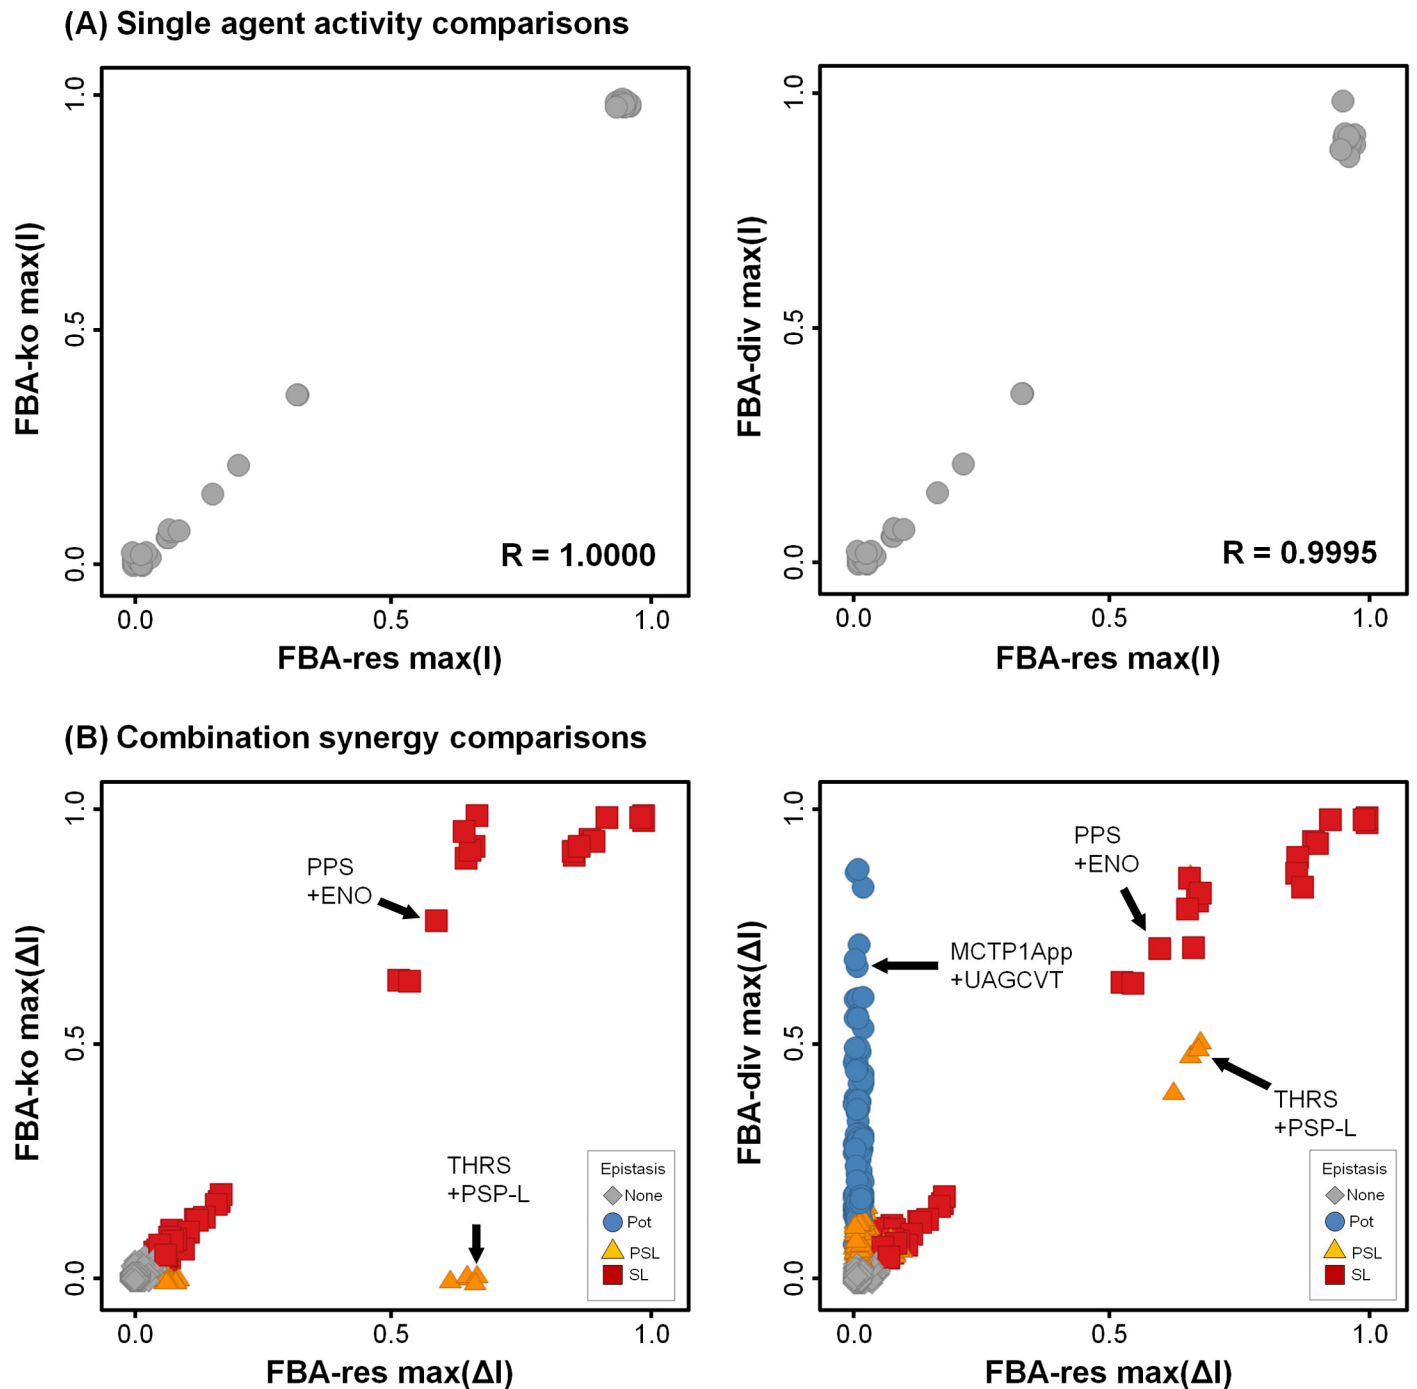 (A) Single agent activity comparisons
FBA-ko max(I)
1.0
0.5
0.0
R = 1.0000
0.0
0.5
1.0
FBA-res max(I)
FBA-div max(I)
1.0
0.5
0.0
R = 0.9995
0.0
0.5
1.0
FBA-res max(I)
(B) Combination synergy comparisons
FBA-ko max(ΔI)
1.0
0.5
0.0
PPS
+ENO
THRS
+PSP-L
Epistasis
None
Pot
PSL
SL
0.0
0.5
1.0
FBA-res max(ΔI)
FBA-div max(ΔI)
1.0
0.5
0.0
PPS
+ENO
MCTP1App
+UAGCVT
THRS
+PSP-L
Epistasis
None
Pot
PSL
SL
0.0
0.5
1.0
FBA-res max(ΔI)